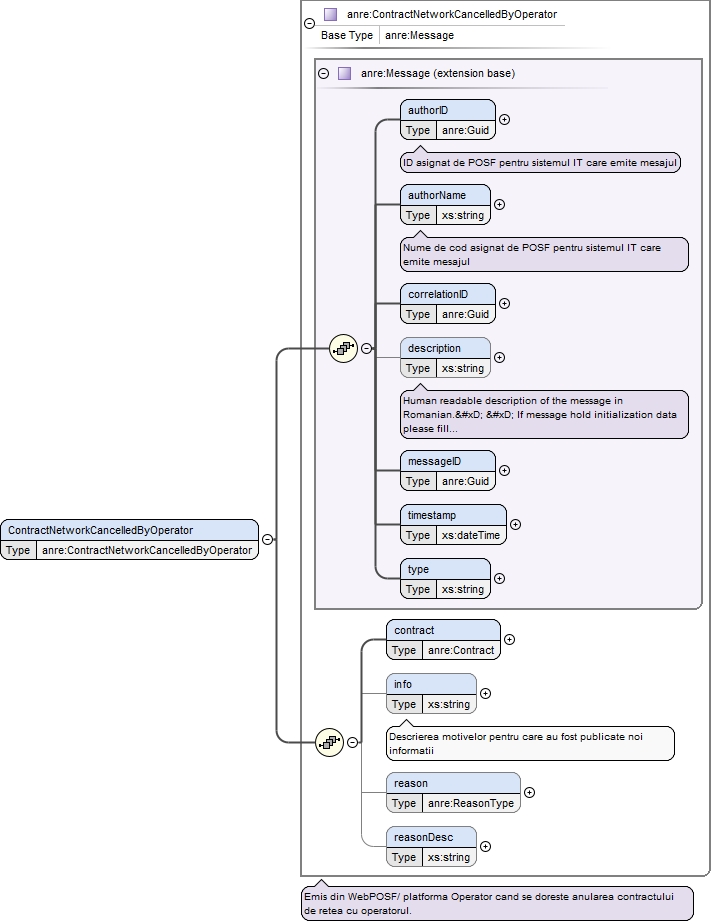 anre:ContractNetworkCancelledByOperator
Base Type anre:Message
anre:Message (extension base)
authorID
Type anre:Guid
ID asignat de POSF pentru sistemul IT care emite mesajul
authorName
Type xs:string
Nume de cod asignat de POSF pentru sistemul IT care
emite mesajul
correlationID
Type anre:Guid
description
Type xs:string
Human readable description of the message in
Romanian.&#xD; &#xD; If message hold initialization data
please fill...
messageID
Type anre:Guid
timestamp
Type xs:dateTime
type
Type xs:string
ContractNetworkCancelledByOperator
Type anre:ContractNetworkCancelledByOperator
contract
Type anre:Contract
info
Type xs:string
Descrierea motivelor pentru care au fost publicate noi
informatii
reason
Type anre:ReasonType
reasonDesc
Type xs:string
Emis din WebPOSF/ platforma Operator cand se doreste anularea contractului
de retea cu operatorul.